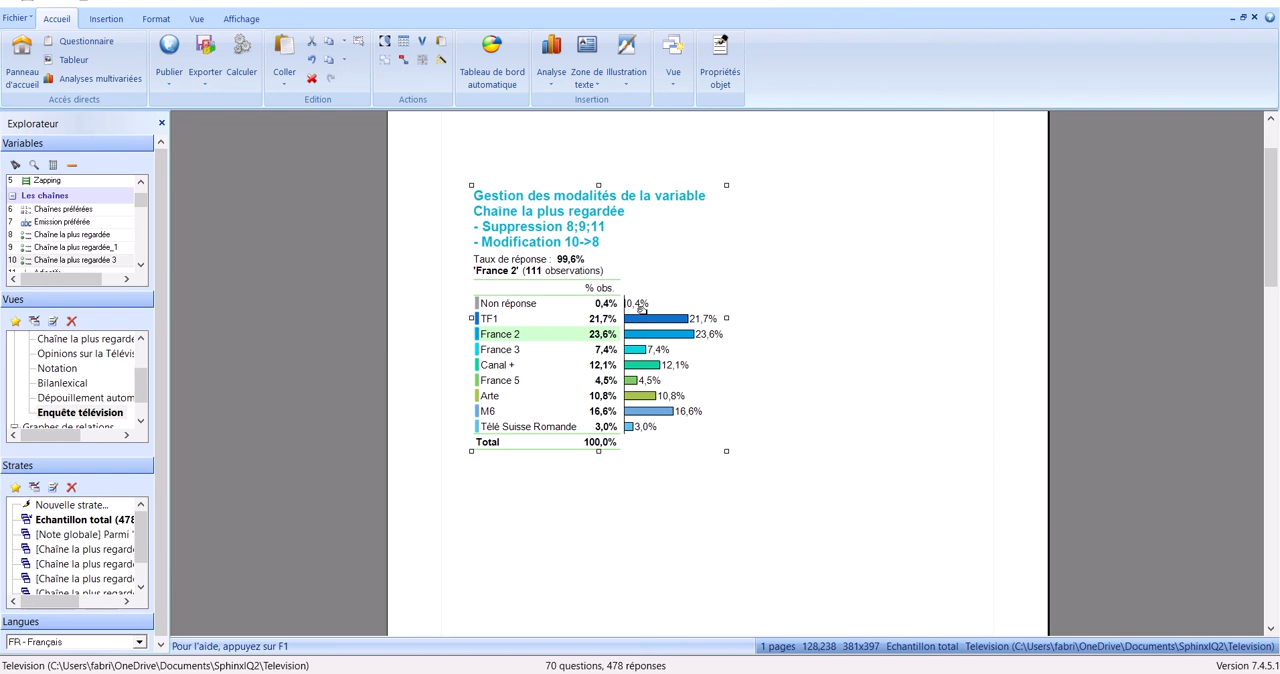 Fichier
Accueil
Insertion
Format
Vue
Affichage
Questionnaire
Tableur
Analyses multivariées
Panneau d'accueil
Accés directs
Publier
Exporter
Calculer
Coller
Edition
Actions
Tableau de bord automatique
Analyse
Zone de texte
Illustration
Insertion
Vue
Propriétés objet
Explorateur
Variables
5 Zapping
Les chaînes
6 Chaînes préférées
7 Emission préférée
8 Chaîne la plus regardée
9 Chaîne la plus regardée_1
10 Chaîne la plus regardée 3
Vues
Chaîne la plus regardé
Opinions sur la Télévis
Notation
Bilanlexical
Dépouillement autom
Enquête télévision
Graphes de relations
Strates
Nouvelle strate...
Echantillon total (478
[Note globale] Parmi
[Chaîne la plus regardé
[Chaîne la plus regardé
[Chaîne la plus regardé
[Chaîne la plus regardé
Langues
FR - Français
Gestion des modalités de la variable
Chaîne la plus regardée
- Suppression 8;9;11
- Modification 10->8
Taux de réponse : 99,6%
'France 2' (111 observations)
% obs.
Non réponse 0,4% 0,4%
TF1 21,7% 21,7%
France 2 23,6% 23,6%
France 3 7,4% 7,4%
Canal + 12,1% 12,1%
France 5 4,5% 4,5%
Arte 10,8% 10,8%
M6 16,6% 16,6%
Télé Suisse Romande 3,0% 3,0%
Total 100,0%
Pour l'aide, appuyez sur F1
1 pages 128,238 381x397 Echantillon total Television (C:\Users\fabri\OneDrive\Documents\SphinxIQ2\Television)
Television (C:\Users\fabri\OneDrive\Documents\SphinxIQ2\Television)
70 questions, 478 réponses
Version 7.4.5.1